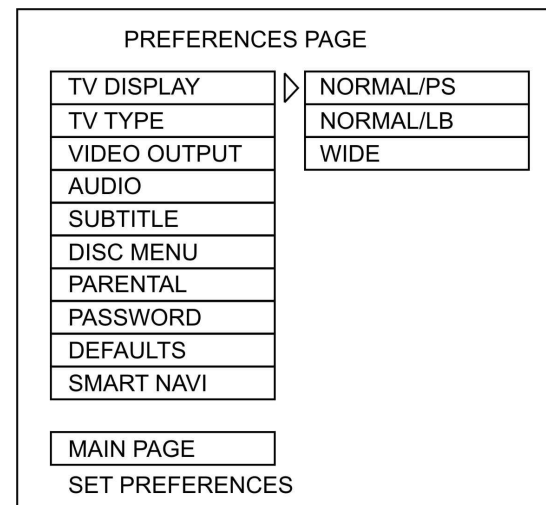 PREFERENCES PAGE
TV DISPLAY
NORMAL/PS
TV TYPE
NORMAL/LB
VIDEO OUTPUT
WIDE
AUDIO
SUBTITLE
DISC MENU
PARENTAL
PASSWORD
DEFAULTS
SMART NAVI
MAIN PAGE
SET PREFERENCES